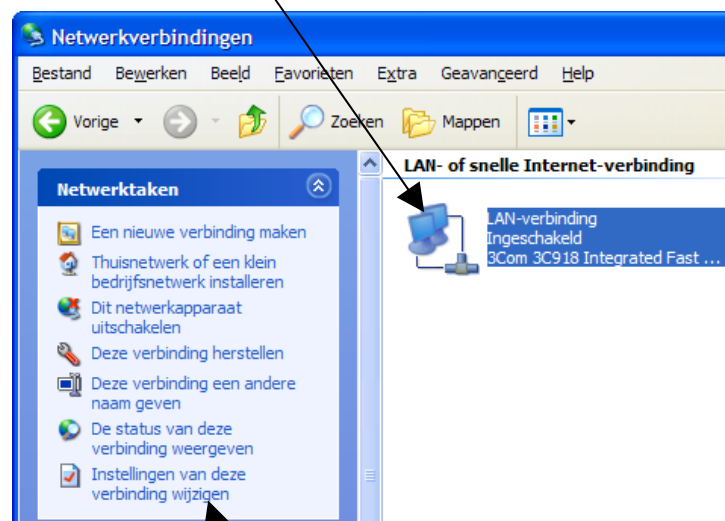 Netwerkverbindingen
Bestand Bewerken Beeld Favorieten Extra Geavanceerd Help
Vorige Zoeken Mappen
Netwerktaken
Een nieuwe verbinding maken
Thuisnetwerk of een klein
bedrijfsnetwerk installeren
Dit netwerkapparaat
uitschakelen
Deze verbinding herstellen
Deze verbinding een andere
naam geven
De status van deze
verbinding weergeven
Instellingen van deze
verbinding wijzigen
LAN- of snelle Internet-verbinding
LAN-verbinding
Ingeschakeld
3Com 3C918 Integrated Fast ...